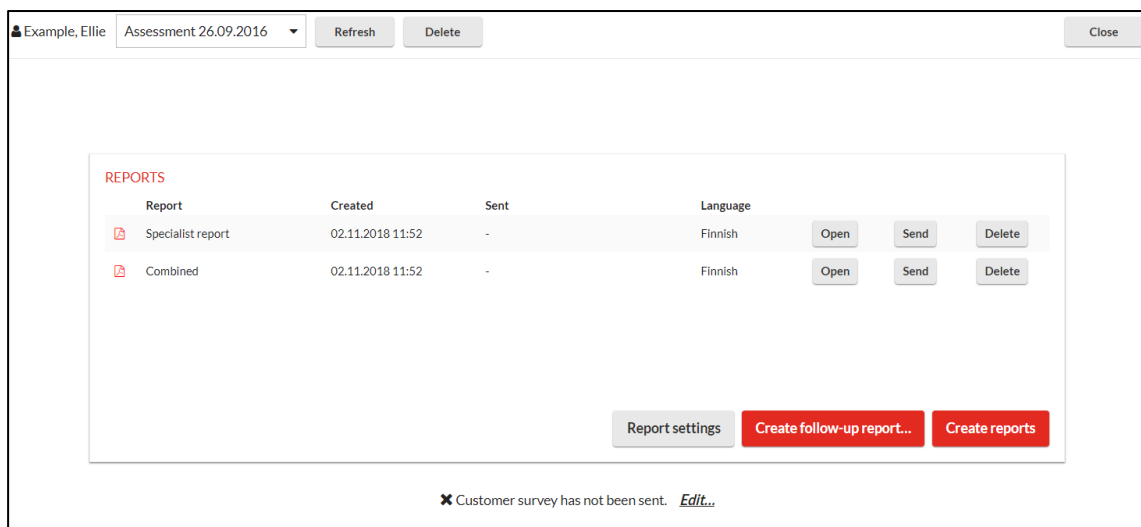 Example, Ellie Assessment 26.09.2016 Refresh Delete Close
REPORTS
Report Created Sent Language
Specialist report 02.11.2018 11:52 - Finnish Open Send Delete
Combined 02.11.2018 11:52 - Finnish Open Send Delete
Report settings Create follow-up report... Create reports
Customer survey has not been sent. Edit...